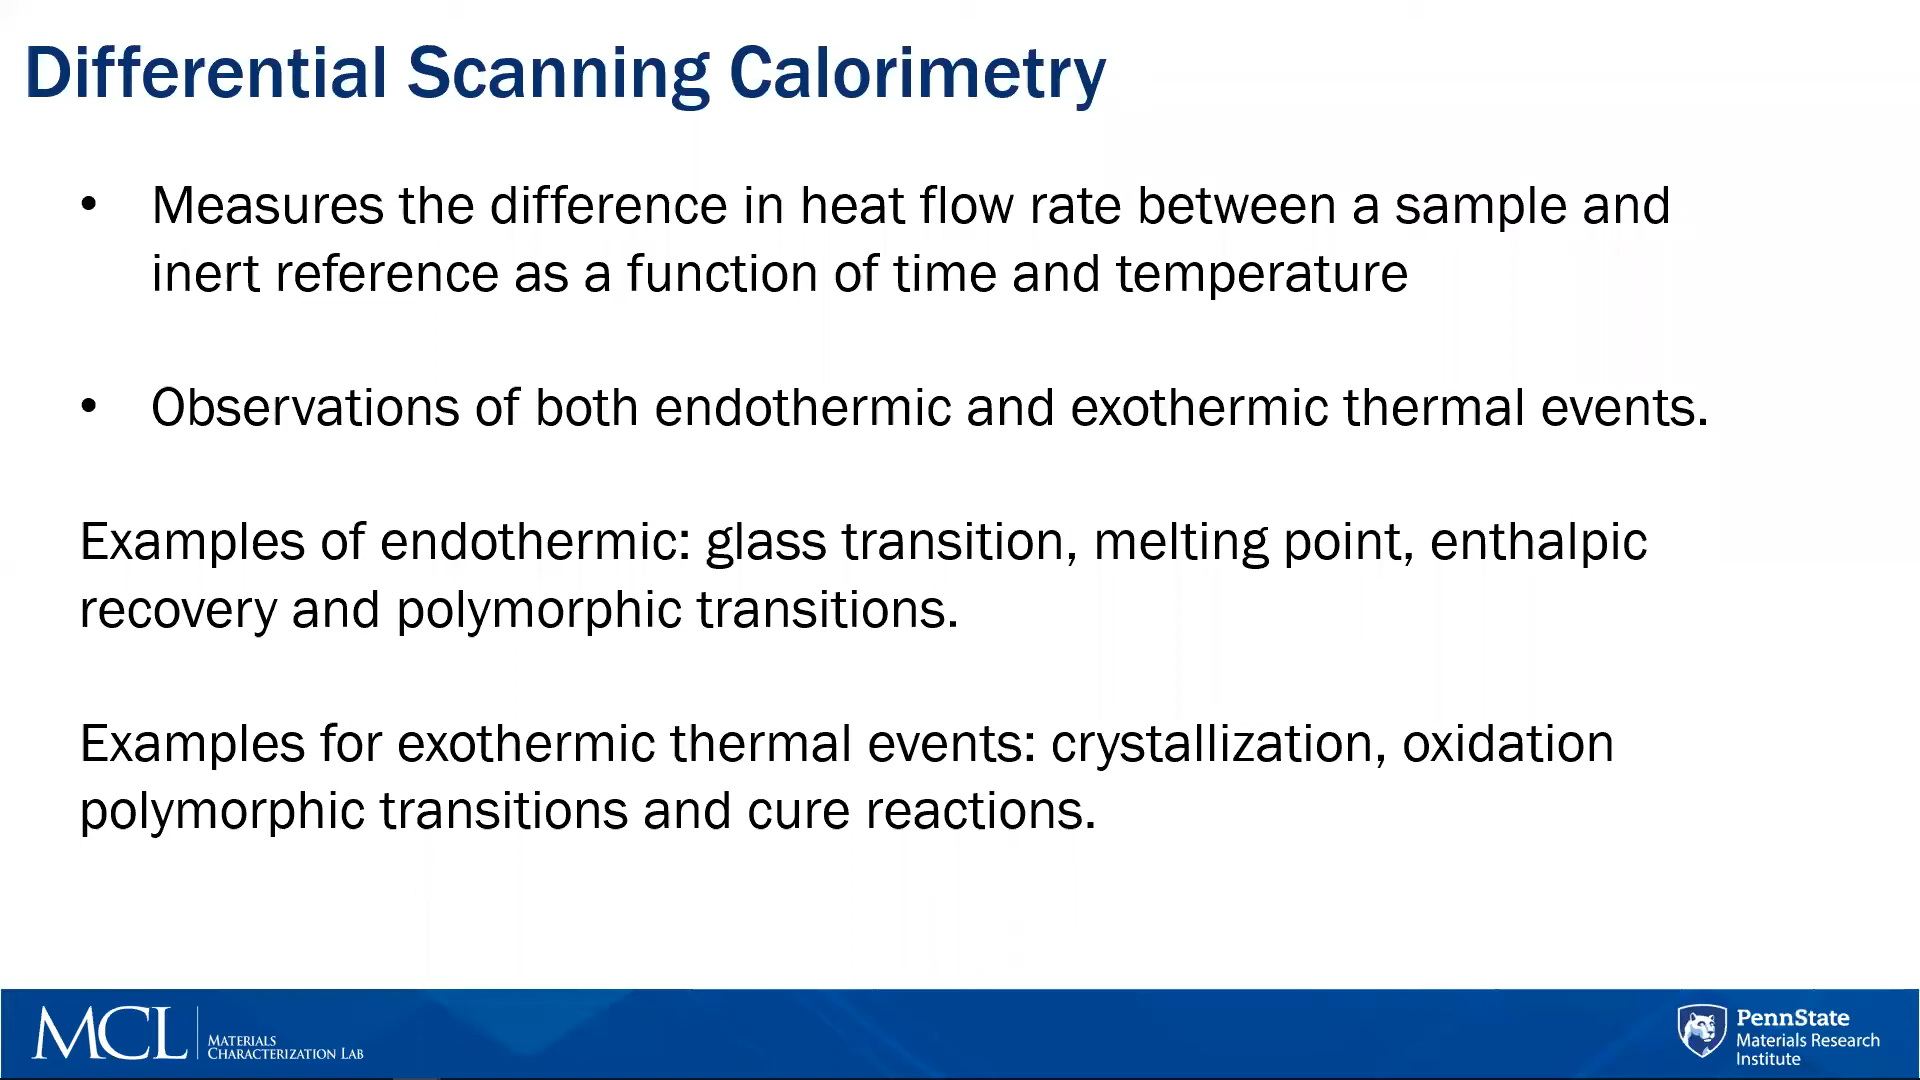 Differential Scanning Calorimetry
• Measures the difference in heat flow rate between a sample and
inert reference as a function of time and temperature
• Observations of both endothermic and exothermic thermal events.
Examples of endothermic: glass transition, melting point, enthalpic
recovery and polymorphic transitions.
Examples for exothermic thermal events: crystallization, oxidation
polymorphic transitions and cure reactions.
MCL
MATERIALS
CHARACTERIZATION LAB
PennState
Materials Research
Institute